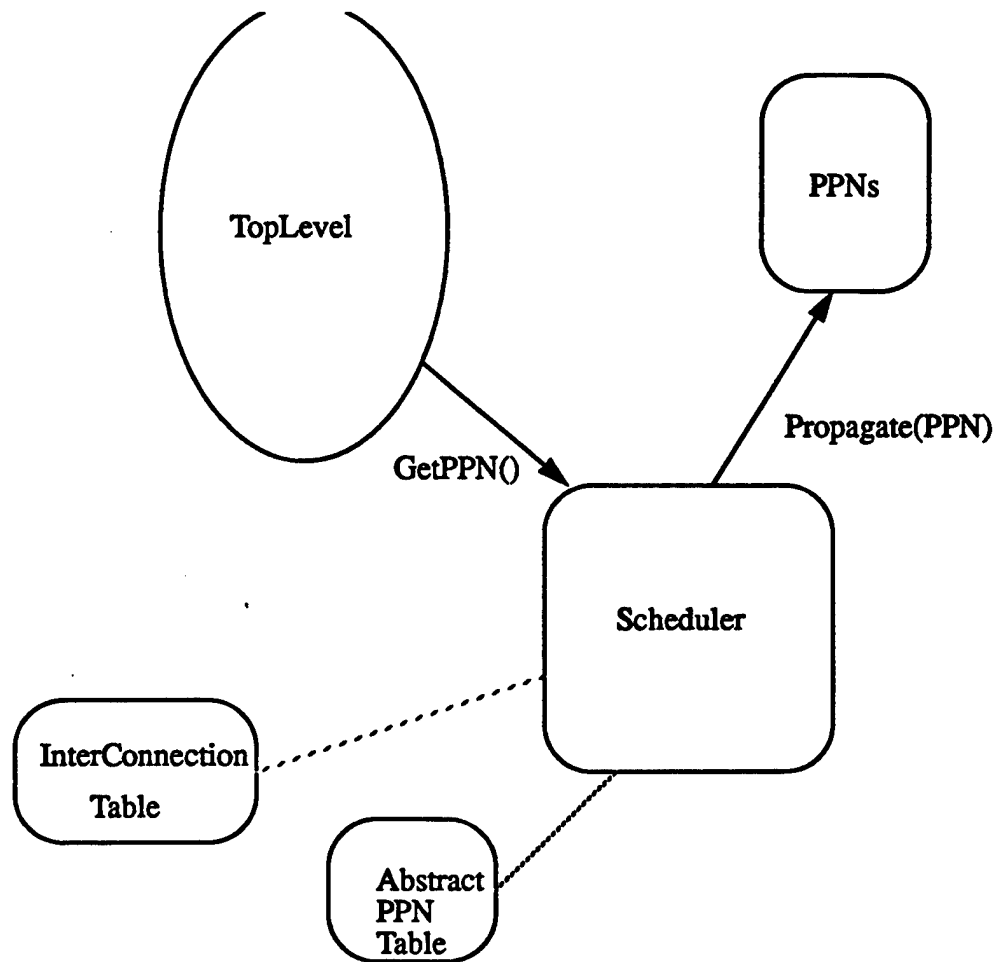 PPNs
TopLevel
Propagate(PPN)
GetPPN()
Scheduler
InterConnection
Table
Abstract
PPN
Table